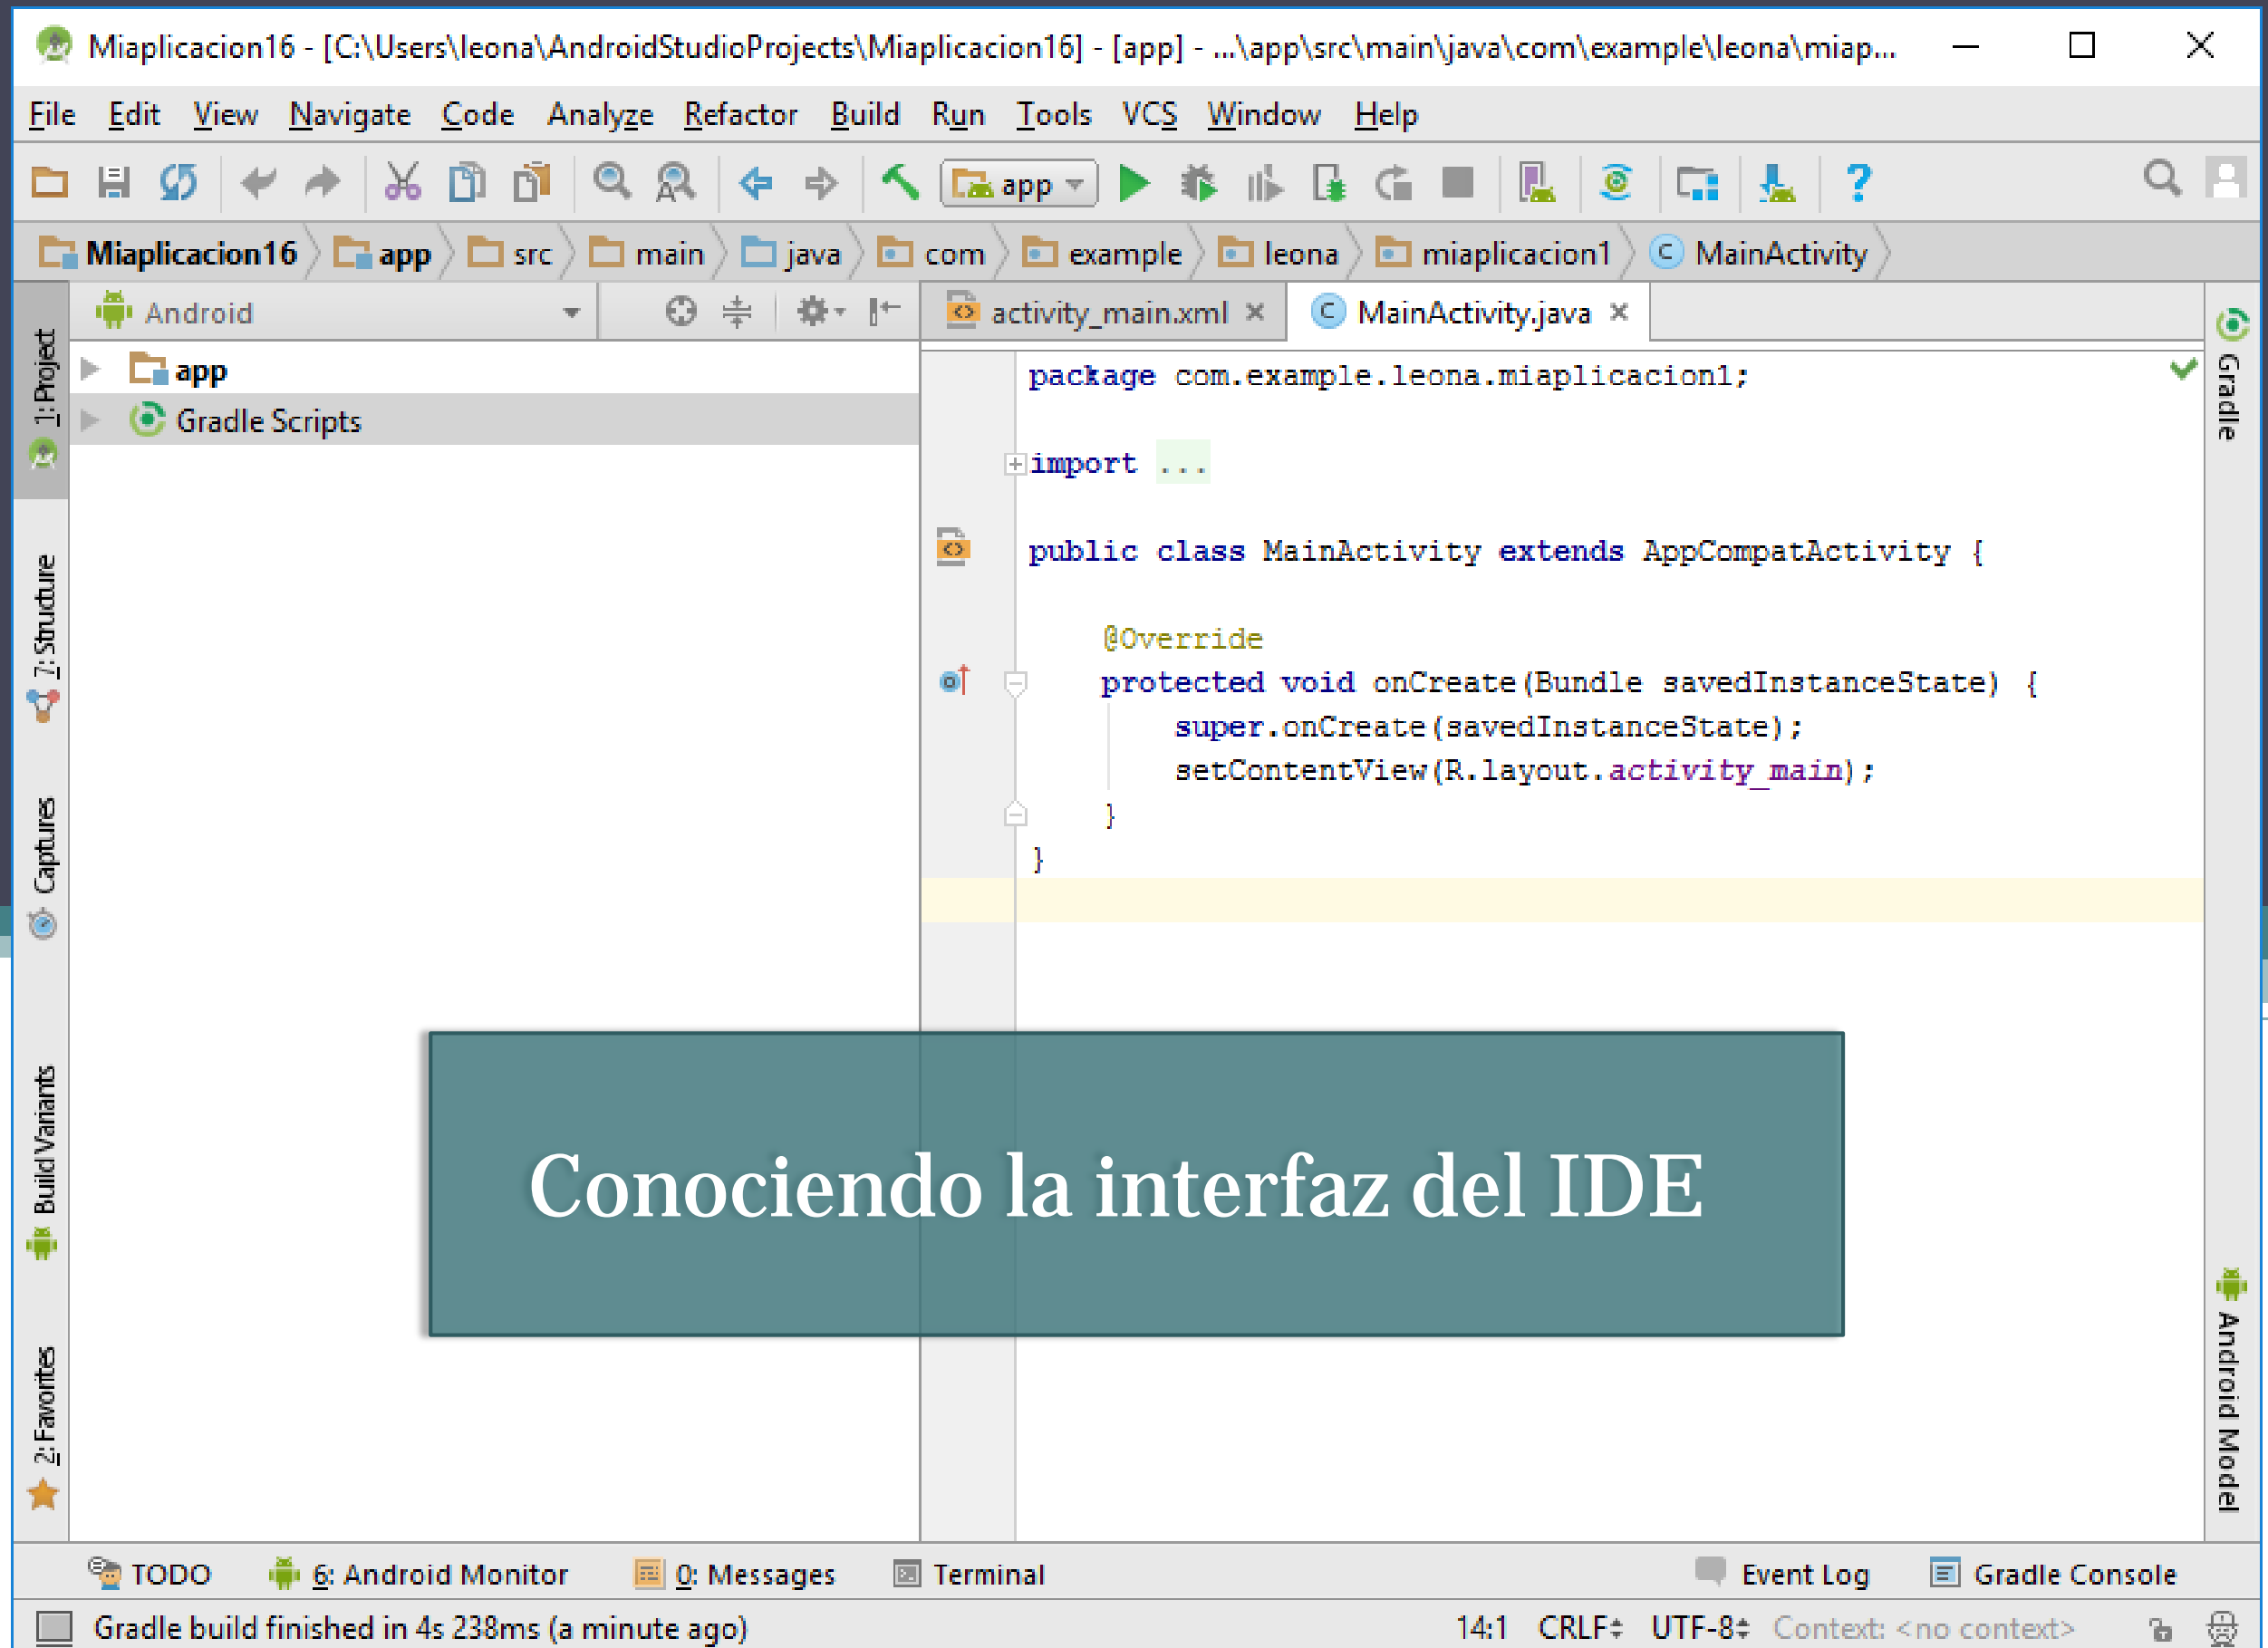 Miaplicacion16 - [C:\Users\leona\AndroidStudioProjects\Miaplicacion16] - [app] - ...\app\src\main\java\com\example\leona\miap...
File Edit View Navigate Code Analyze Refactor Build Run Tools VCS Window Help
app
Miaplicacion16 app src main java com example leona miaplicacion1 MainActivity
1: Project
7: Structure
Captures
Build Variants
2: Favorites
Android
app
Gradle Scripts
activity_main.xml MainActivity.java
package com.example.leona.miaplicacion1;
import ...
public class MainActivity extends AppCompatActivity {
@Override
protected void onCreate(Bundle savedInstanceState) {
super.onCreate(savedInstanceState);
setContentView(R.layout.activity_main);
}
}
Gradle
Android Model
Conociendo la interfaz del IDE
TODO 6: Android Monitor 0: Messages Terminal Event Log Gradle Console
Gradle build finished in 4s 238ms (a minute ago) 14:1 CRLF UTF-8 Context: <no context>